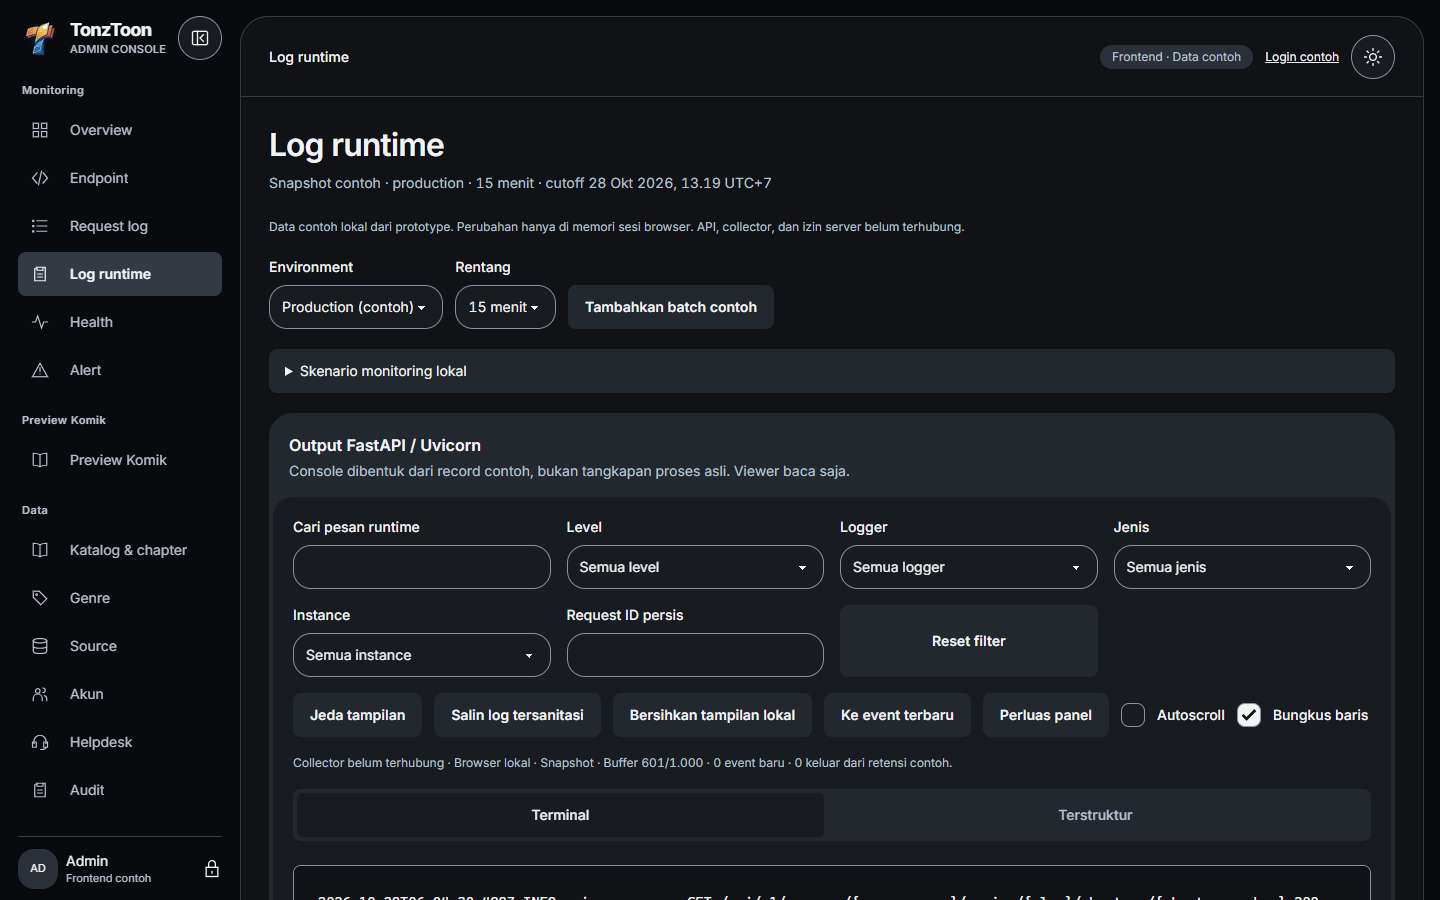 TonzToon
ADMIN CONSOLE
Monitoring
Overview
Endpoint
Request log
Log runtime
Health
Alert
Preview Komik
Preview Komik
Data
Katalog & chapter
Genre
Source
Akun
Helpdesk
Audit
AD
Admin
Frontend contoh
Log runtime
Frontend · Data contoh
Login contoh
Log runtime
Snapshot contoh · production · 15 menit · cutoff 28 Okt 2026, 13.19 UTC+7
Data contoh lokal dari prototype. Perubahan hanya di memori sesi browser. API, collector, dan izin server belum terhubung.
Environment
Rentang
Production (contoh)
15 menit
Tambahkan batch contoh
Skenario monitoring lokal
Output FastAPI / Uvicorn
Console dibentuk dari record contoh, bukan tangkapan proses asli. Viewer baca saja.
Cari pesan runtime
Level
Logger
Jenis
Semua level
Semua logger
Semua jenis
Instance
Request ID persis
Semua instance
Reset filter
Jeda tampilan
Salin log tersanitasi
Bersihkan tampilan lokal
Ke event terbaru
Perluas panel
Autoscroll
Bungkus baris
Collector belum terhubung · Browser lokal · Snapshot · Buffer 601/1.000 · 0 event baru · 0 keluar dari retensi contoh.
Terminal
Terstruktur